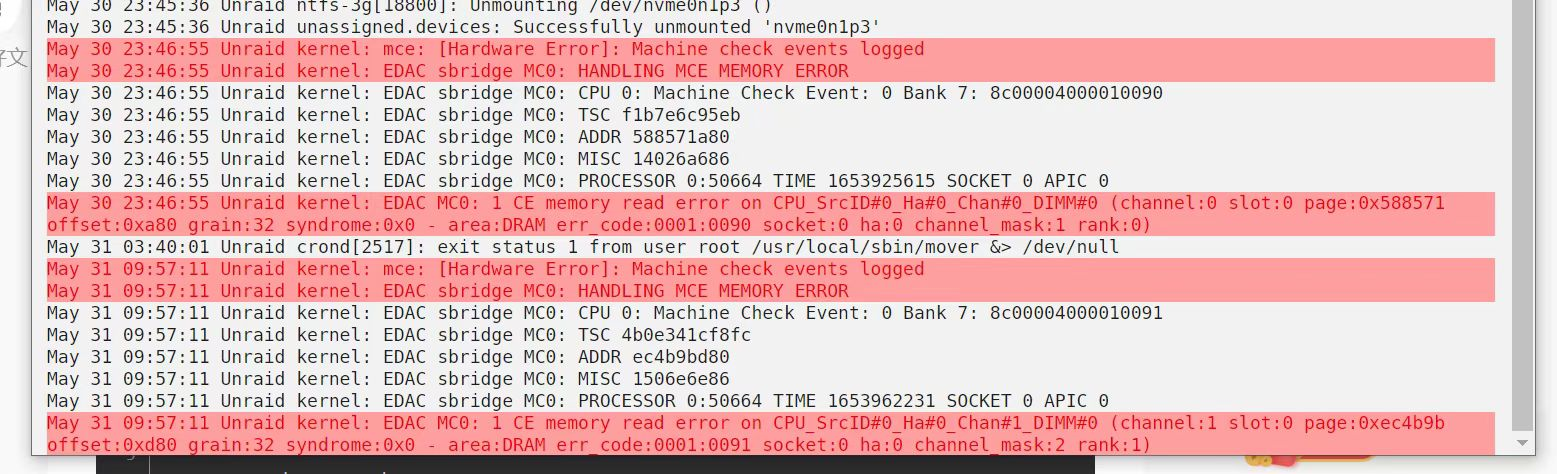 May 30 23:45:36 Unraid ntfs-3g[18800]: Unmounting /dev/nvme0n1p3 ()
May 30 23:45:36 Unraid unassigned.devices: Successfully unmounted 'nvme0n1p3'
May 30 23:46:55 Unraid kernel: mce: [Hardware Error]: Machine check events logged
May 30 23:46:55 Unraid kernel: EDAC sbridge MC0: HANDLING MCE MEMORY ERROR
May 30 23:46:55 Unraid kernel: EDAC sbridge MC0: CPU 0: Machine Check Event: 0 Bank 7: 8c00004000010090
May 30 23:46:55 Unraid kernel: EDAC sbridge MC0: TSC f1b7e6c95eb
May 30 23:46:55 Unraid kernel: EDAC sbridge MC0: ADDR 588571a80
May 30 23:46:55 Unraid kernel: EDAC sbridge MC0: MISC 14026a686
May 30 23:46:55 Unraid kernel: EDAC sbridge MC0: PROCESSOR 0:50664 TIME 1653925615 SOCKET 0 APIC 0
May 30 23:46:55 Unraid kernel: EDAC MC0: 1 CE memory read error on CPU_SrcID#0_Ha#0_Chan#0_DIMM#0 (channel:0 slot:0 page:0x588571
offset:0xa80 grain:32 syndrome:0x0 - area:DRAM err_code:0001:0090 socket:0 ha:0 channel_mask:1 rank:0)
May 31 03:40:01 Unraid crond[2517]: exit status 1 from user root /usr/local/sbin/mover &> /dev/null
May 31 09:57:11 Unraid kernel: mce: [Hardware Error]: Machine check events logged
May 31 09:57:11 Unraid kernel: EDAC sbridge MC0: HANDLING MCE MEMORY ERROR
May 31 09:57:11 Unraid kernel: EDAC sbridge MC0: CPU 0: Machine Check Event: 0 Bank 7: 8c00004000010091
May 31 09:57:11 Unraid kernel: EDAC sbridge MC0: TSC 4b0e341cf8fc
May 31 09:57:11 Unraid kernel: EDAC sbridge MC0: ADDR ec4b9bd80
May 31 09:57:11 Unraid kernel: EDAC sbridge MC0: MISC 1506e6e86
May 31 09:57:11 Unraid kernel: EDAC sbridge MC0: PROCESSOR 0:50664 TIME 1653962231 SOCKET 0 APIC 0
May 31 09:57:11 Unraid kernel: EDAC MC0: 1 CE memory read error on CPU_SrcID#0_Ha#0_Chan#1_DIMM#0 (channel:1 slot:0 page:0xec4b9b
offset:0xd80 grain:32 syndrome:0x0 - area:DRAM err_code:0001:0091 socket:0 ha:0 channel_mask:2 rank:1)